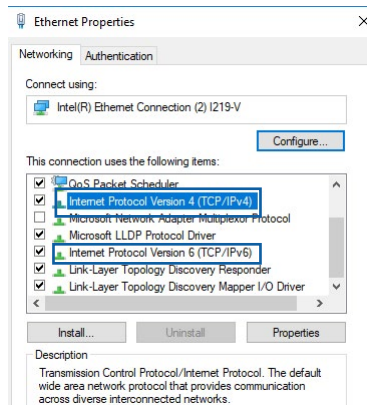 Ethernet Properties
Networking
Authentication
Connect using:
Intel(R) Ethernet Connection (2) I219-V
Configure...
This connection uses the following items:
QoS Packet Scheduler
Internet Protocol Version 4 (TCP/IPv4)
Microsoft Network Adapter Multiplexor Protocol
Microsoft LLDP Protocol Driver
Internet Protocol Version 6 (TCP/IPv6)
Link-Layer Topology Discovery Responder
Link-Layer Topology Discovery Mapper I/O Driver
Install...
Uninstall
Properties
Description
Transmission Control Protocol/Internet Protocol. The default
wide area network protocol that provides communication
across diverse interconnected networks.